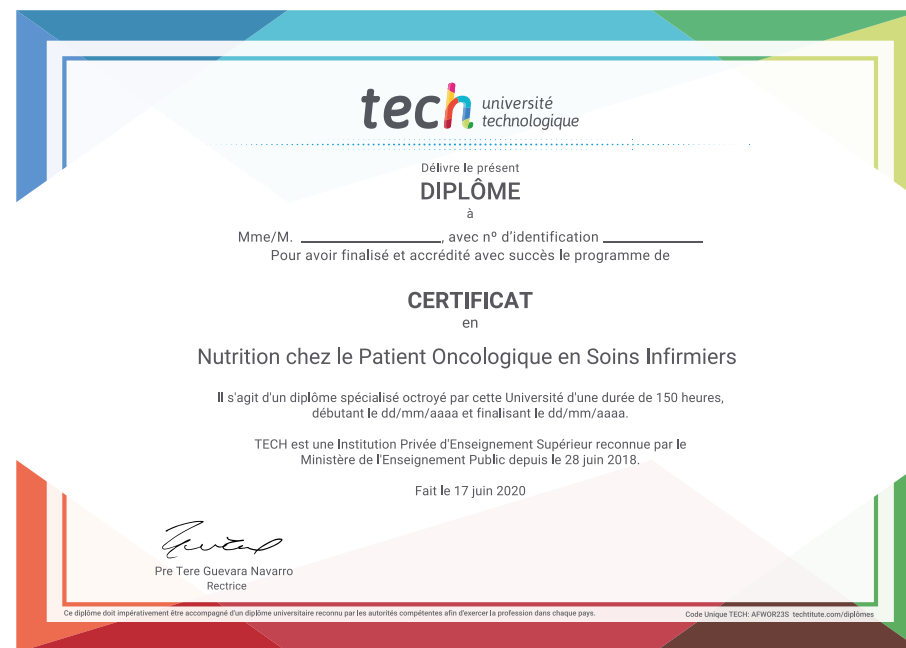 tech université
technologique
Délivre le présent
DIPLÔME
à
Mme/M. ____________________, avec nº d'identification ______________
Pour avoir finalisé et accrédité avec succès le programme de
CERTIFICAT
en
Nutrition chez le Patient Oncologique en Soins Infirmiers
Il s'agit d'un diplôme spécialisé octroyé par cette Université d'une durée de 150 heures,
débutant le dd/mm/aaaa et finalisant le dd/mm/aaaa.
TECH est une Institution Privée d'Enseignement Supérieur reconnue par le
Ministère de l'Enseignement Public depuis le 28 juin 2018.
Fait le 17 juin 2020
Pre Tere Guevara Navarro
Rectrice
Ce diplôme doit impérativement être accompagné d'un diplôme universitaire reconnu par les autorités compétentes afin d'exercer la profession dans chaque pays.
Code Unique TECH: AFWOR23S techtitute.com/diplômes